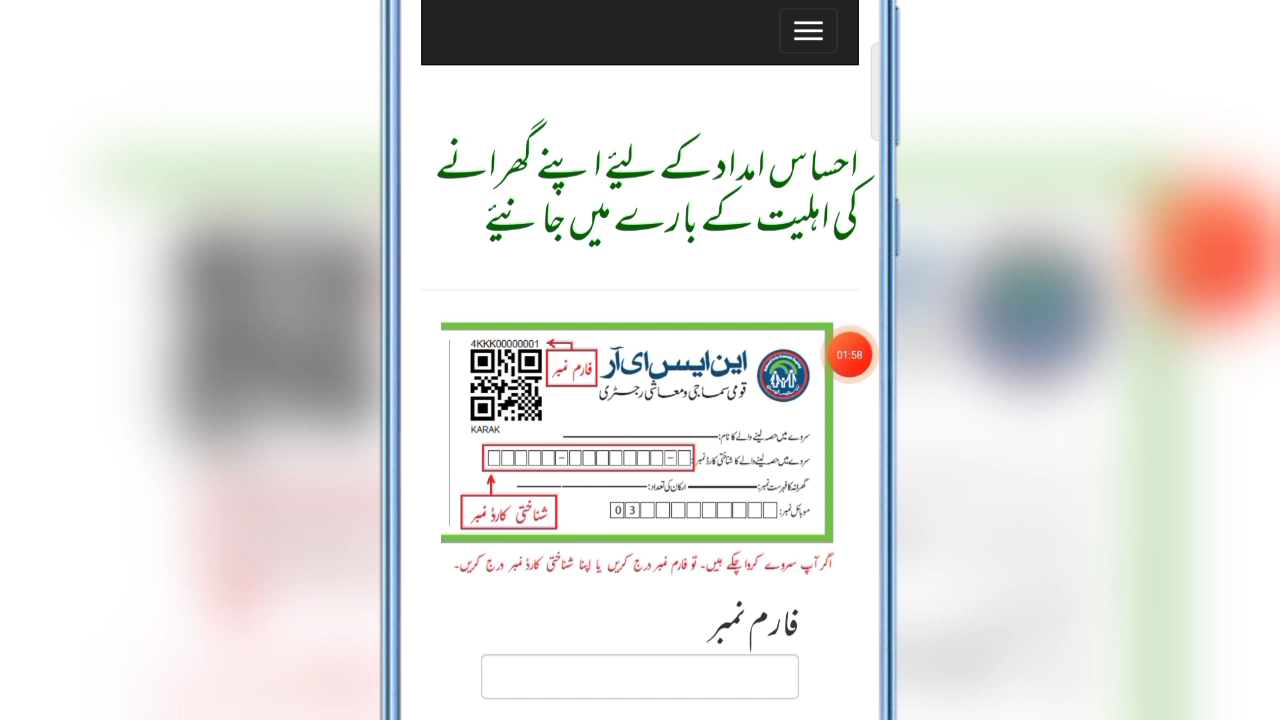 احساس امداد کے لیئے اپنے گھرانے
کی اہلیت کے بارے میں جانیئے
4KKK00000001
فارم نمبر
این ایس ای آر
قومی سماجی و معاشی رجسٹری
01:58
KARAK
سروے میں حصہ لینے والے کا نام:
سروے میں حصہ لینے والے کا شناختی کارڈ نمبر:
گھرانہ کا فہرست نمبر: ارکان کی تعداد:
شناختی کارڈ نمبر
موبائل نمبر: 03
اگر آپ سروے کروا چکے ہیں۔ تو فارم نمبر درج کریں یا اپنا شناختی کارڈ نمبر درج کریں۔
فارم نمبر